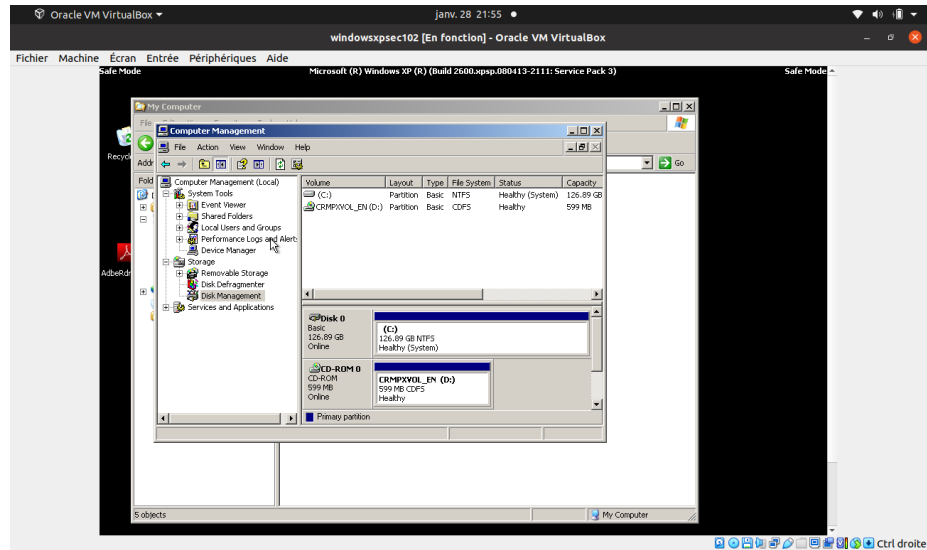 Oracle VM VirtualBox
janv. 28 21:55
windowsxpsec102 [En fonction] - Oracle VM VirtualBox
Fichier Machine Écran Entrée Périphériques Aide
Safe Mode
Microsoft (R) Windows XP (R) (Build 2600.xpsp.080413-2111: Service Pack 3)
Safe Mode
My Computer
File
Recycl
Addr
Go
Fold
AdbeRdr
Computer Management
File Action View Window Help
Computer Management (Local)
System Tools
Event Viewer
Shared Folders
Local Users and Groups
Performance Logs and Alert:
Device Manager
Storage
Removable Storage
Disk Defragmenter
Disk Management
Services and Applications
Volume Layout Type File System Status Capacity
(C:) Partition Basic NTFS Healthy (System) 126.89 GB
CRMPXVOL_EN (D:) Partition Basic CDFS Healthy 599 MB
Disk 0
Basic
126.89 GB
Online
(C:)
126.89 GB NTFS
Healthy (System)
CD-ROM 0
CD-ROM
599 MB
Online
CRMPXVOL_EN (D:)
599 MB CDFS
Healthy
Primary partition
5 objects
My Computer
Ctrl droite